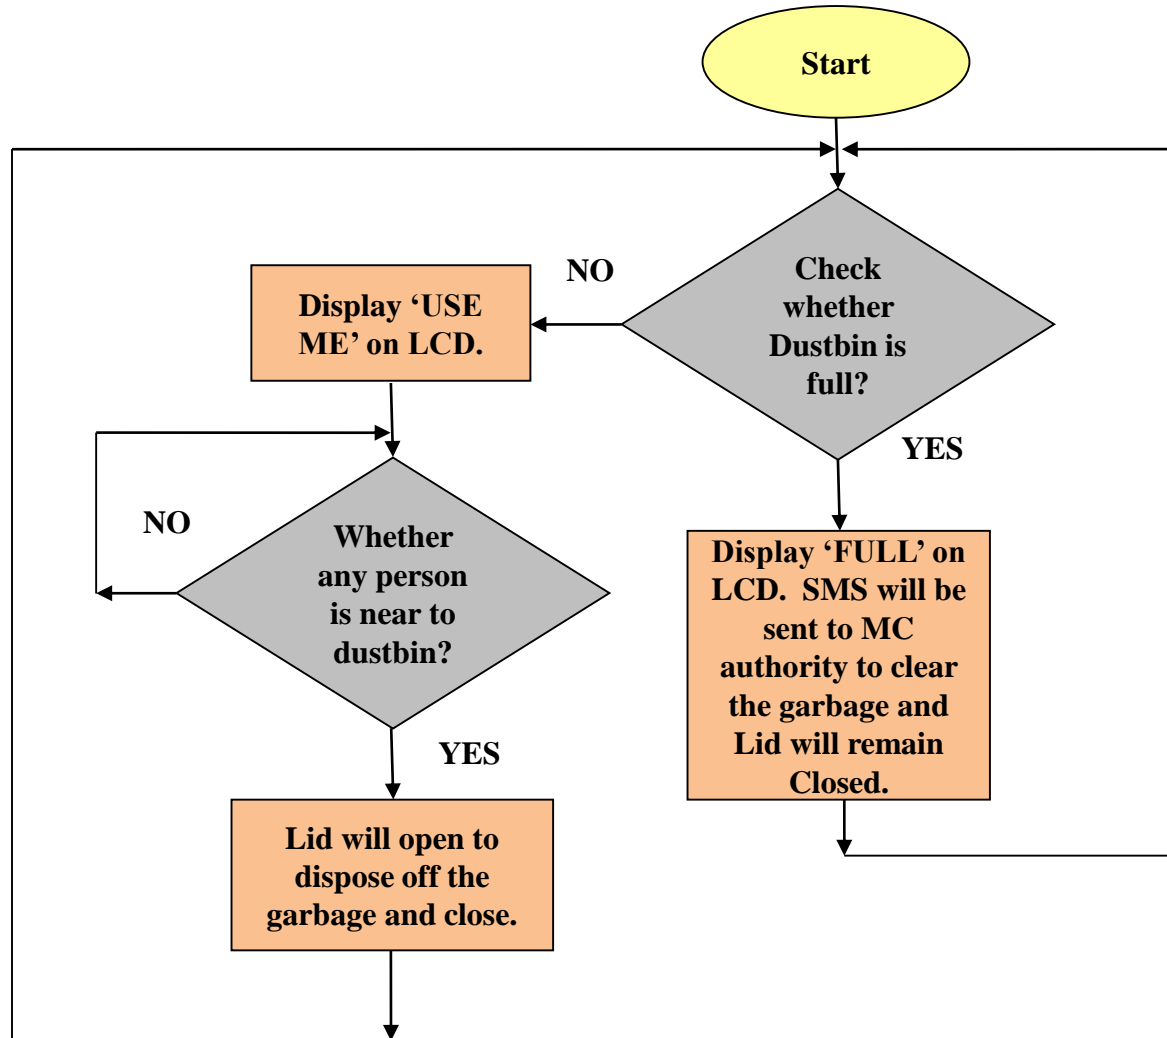 Start
NO
Check
whether
Dustbin is
full?
Display ‘USE
ME’ on LCD.
YES
NO
Whether
any person
is near to
dustbin?
Display ‘FULL’ on
LCD.  SMS will be
sent to MC
authority to clear
the garbage and
Lid will remain
Closed.
YES
Lid will open to
dispose off the
garbage and close.